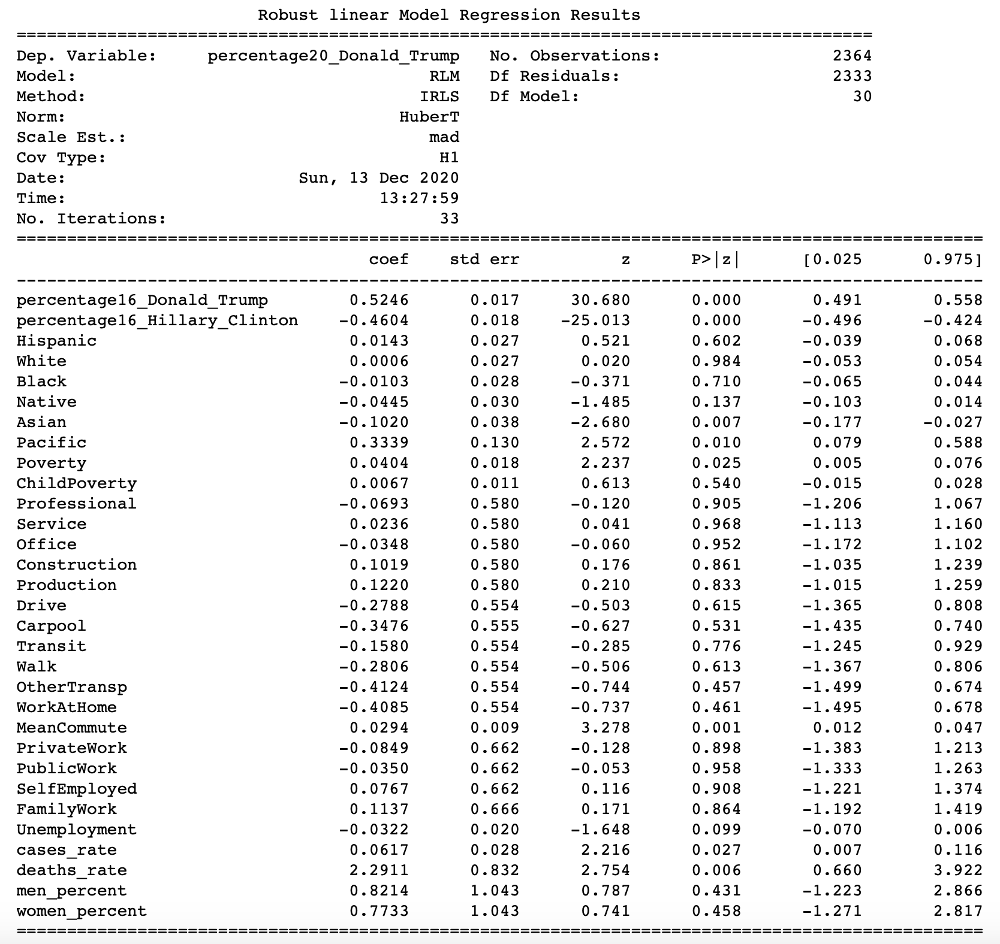 Robust linear Model Regression Results
==============================================================================
Dep. Variable: percentage20_Donald_Trump No. Observations: 2364
Model: RLM Df Residuals: 2333
Method: IRLS Df Model: 30
Norm: HuberT
Scale Est.: mad
Cov Type: H1
Date: Sun, 13 Dec 2020
Time: 13:27:59
No. Iterations: 33
==============================================================================
coef std err z P>|z| [0.025 0.975]
------------------------------------------------------------------------------
percentage16_Donald_Trump 0.5246 0.017 30.680 0.000 0.491 0.558
percentage16_Hillary_Clinton -0.4604 0.018 -25.013 0.000 -0.496 -0.424
Hispanic 0.0143 0.027 0.521 0.602 -0.039 0.068
White 0.0006 0.027 0.020 0.984 -0.053 0.054
Black -0.0103 0.028 -0.371 0.710 -0.065 0.044
Native -0.0445 0.030 -1.485 0.137 -0.103 0.014
Asian -0.1020 0.038 -2.680 0.007 -0.177 -0.027
Pacific 0.3339 0.130 2.572 0.010 0.079 0.588
Poverty 0.0404 0.018 2.237 0.025 0.005 0.076
ChildPoverty 0.0067 0.011 0.613 0.540 -0.015 0.028
Professional -0.0693 0.580 -0.120 0.905 -1.206 1.067
Service 0.0236 0.580 0.041 0.968 -1.113 1.160
Office -0.0348 0.580 -0.060 0.952 -1.172 1.102
Construction 0.1019 0.580 0.176 0.861 -1.035 1.239
Production 0.1220 0.580 0.210 0.833 -1.015 1.259
Drive -0.2788 0.554 -0.503 0.615 -1.365 0.808
Carpool -0.3476 0.555 -0.627 0.531 -1.435 0.740
Transit -0.1580 0.554 -0.285 0.776 -1.245 0.929
Walk -0.2806 0.554 -0.506 0.613 -1.367 0.806
OtherTransp -0.4124 0.554 -0.744 0.457 -1.499 0.674
WorkAtHome -0.4085 0.554 -0.737 0.461 -1.495 0.678
MeanCommute 0.0294 0.009 3.278 0.001 0.012 0.047
PrivateWork -0.0849 0.662 -0.128 0.898 -1.383 1.213
PublicWork -0.0350 0.662 -0.053 0.958 -1.333 1.263
SelfEmployed 0.0767 0.662 0.116 0.908 -1.221 1.374
FamilyWork 0.1137 0.666 0.171 0.864 -1.192 1.419
Unemployment -0.0322 0.020 -1.648 0.099 -0.070 0.006
cases_rate 0.0617 0.028 2.216 0.027 0.007 0.116
deaths_rate 2.2911 0.832 2.754 0.006 0.660 3.922
men_percent 0.8214 1.043 0.787 0.431 -1.223 2.866
women_percent 0.7733 1.043 0.741 0.458 -1.271 2.817
==============================================================================